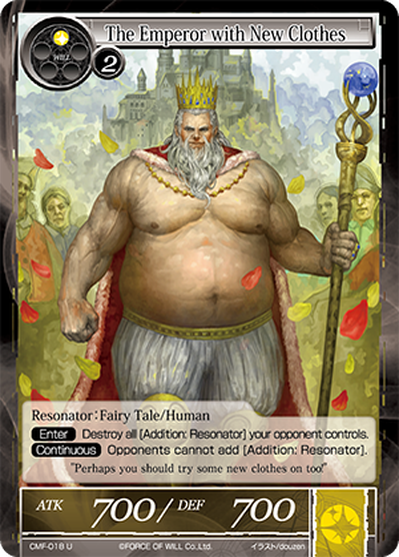 The Emperor with New Clothes
WILL
2
Resonator : Fairy Tale/Human
Enter Destroy all [Addition: Resonator] your opponent controls.
Continuous Opponents cannot add [Addition: Resonator].
"Perhaps you should try some new clothes on too!"
ATK 700 / DEF 700
CMF-018 U ©FORCE OF WILL Co.,Ltd. イラスト/douzen